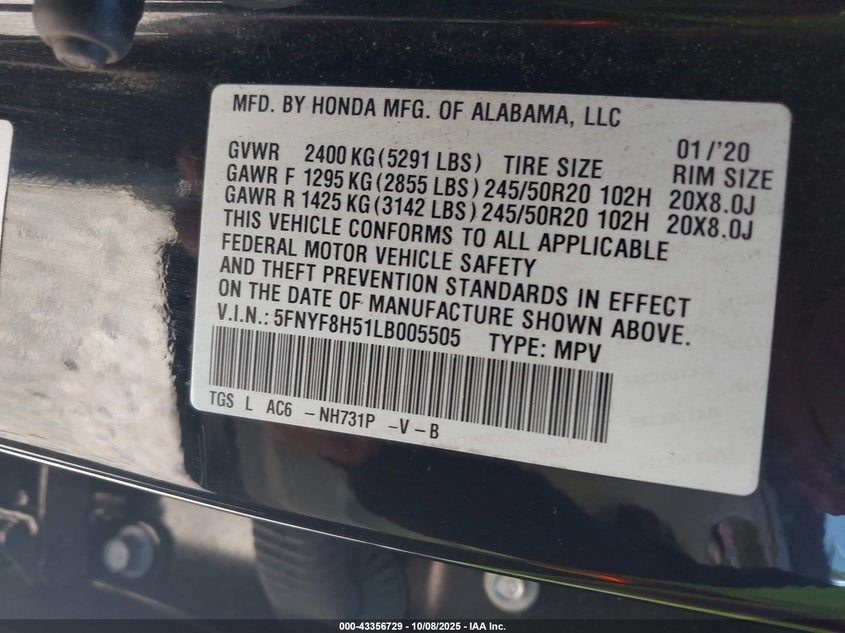 MFD. BY HONDA MFG. OF ALABAMA, LLC
01/'20
GVWR 2400 KG (5291 LBS) TIRE SIZE RIM SIZE
GAWR F 1295 KG (2855 LBS) 245/50R20 102H 20X8.0J
GAWR R 1425 KG (3142 LBS) 245/50R20 102H 20X8.0J
THIS VEHICLE CONFORMS TO ALL APPLICABLE
FEDERAL MOTOR VEHICLE SAFETY
AND THEFT PREVENTION STANDARDS IN EFFECT
ON THE DATE OF MANUFACTURE SHOWN ABOVE.
V.I.N.: 5FNYF8H51LB005505 TYPE: MPV
TGS L AC6 - NH731P - V - B
000-43356729 - 10/08/2025 - IAA Inc.